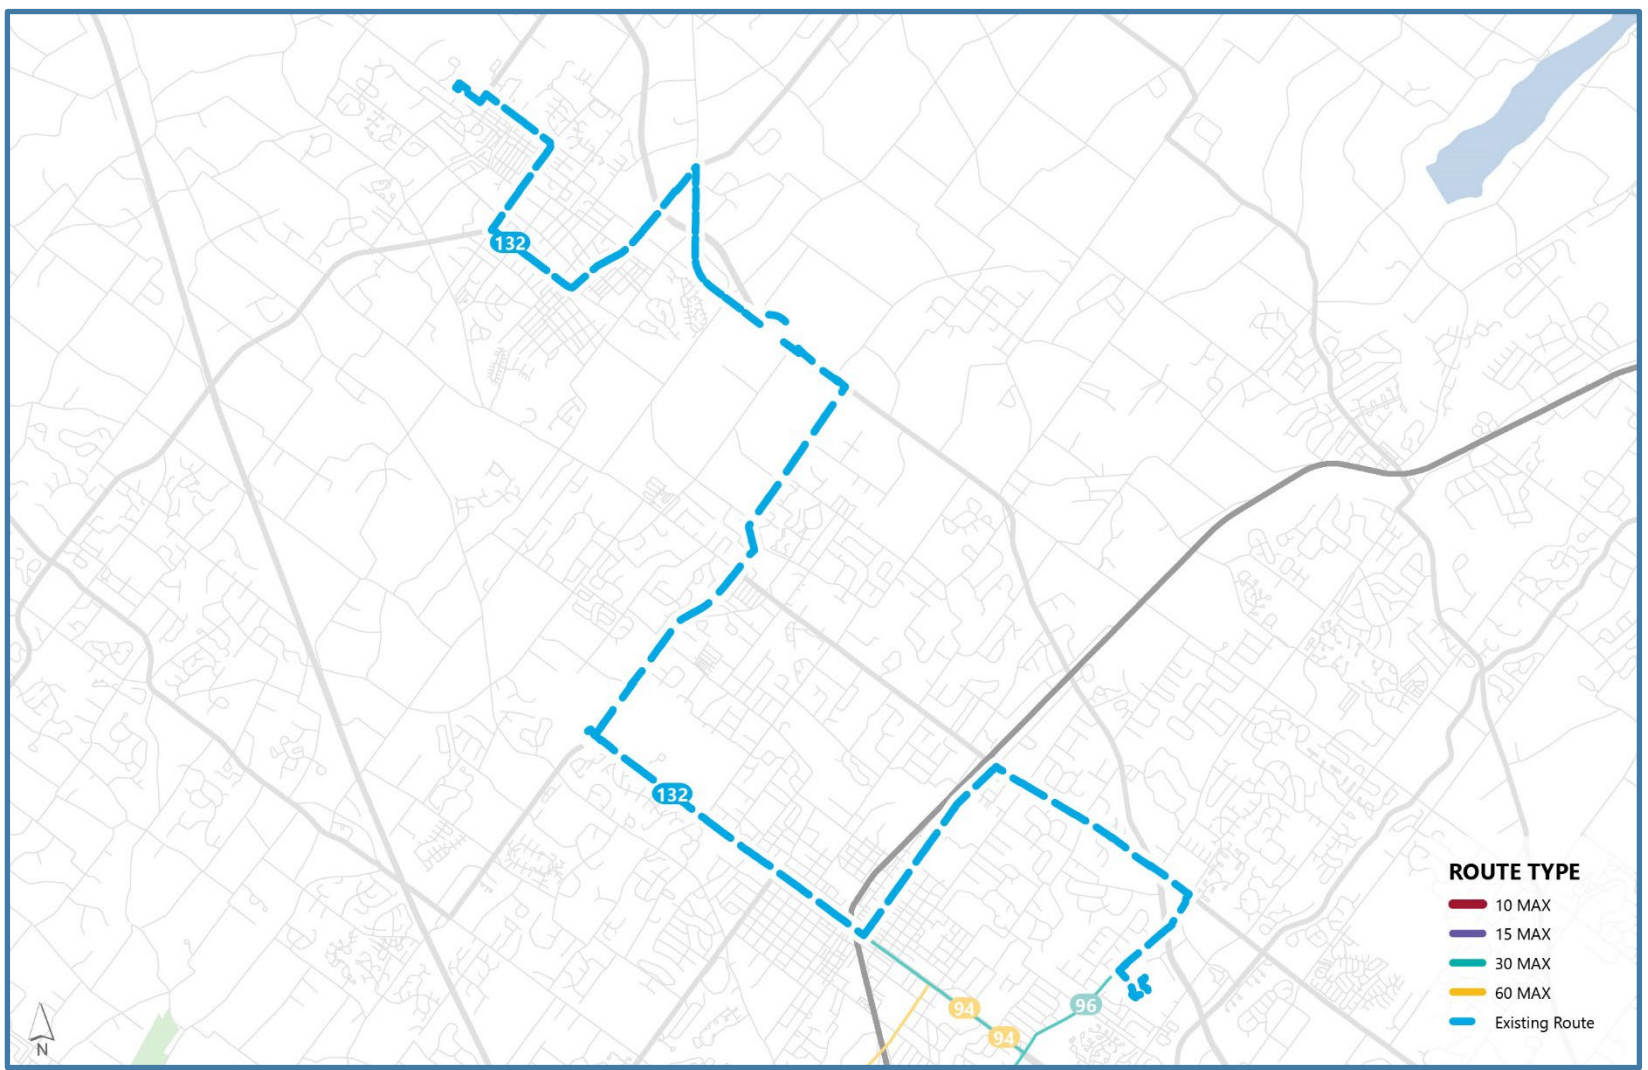 132
132
94
96
94
ROUTE TYPE
10 MAX
15 MAX
30 MAX
60 MAX
Existing Route
N